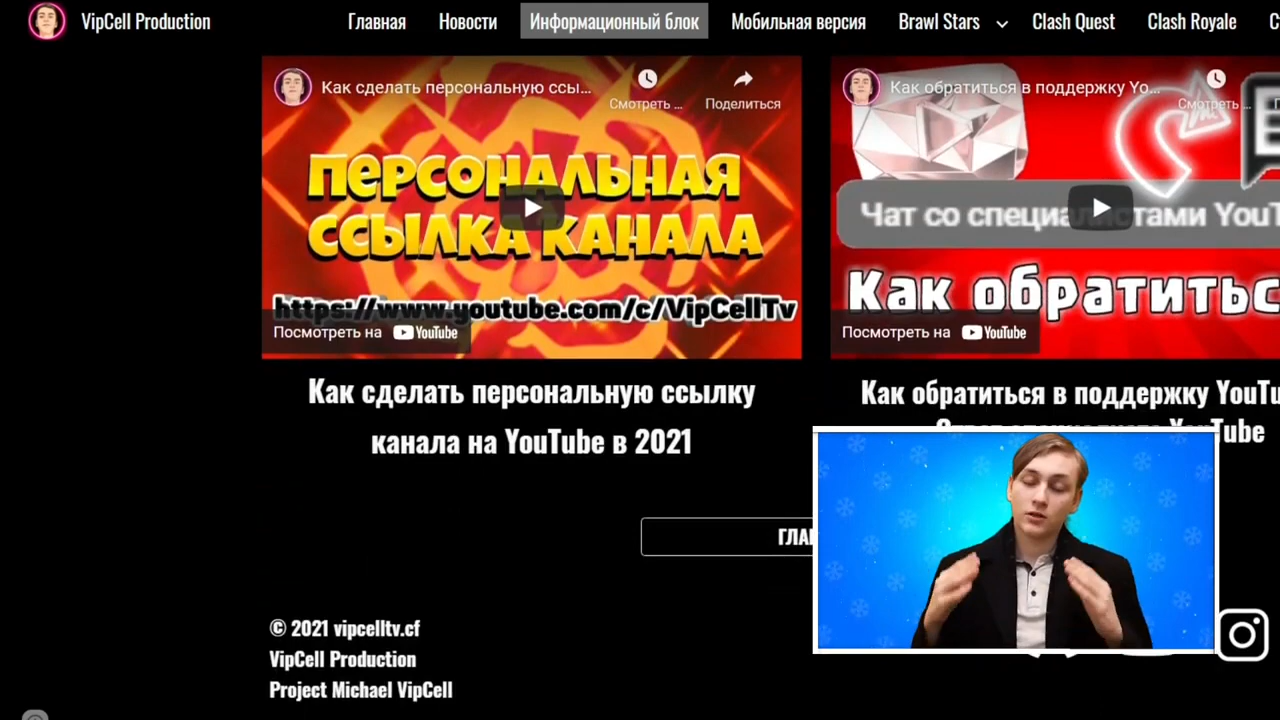 VipCell Production
Главная
Новости
Информационный блок
Мобильная версия
Brawl Stars
Clash Quest
Clash Royale
Как сделать персональную ссы...
Смотреть ...
Поделиться
ПЕРСОНАЛЬНАЯ
ССЫЛКА КАНАЛА
https://www.youtube.com/c/VipCellTv
Посмотреть на YouTube
Как обратиться в поддержку Yo...
Смотреть ...
Чат со специалистами YouT
Как обратитьс
Посмотреть на YouTube
Как сделать персональную ссылку
канала на YouTube в 2021
Как обратиться в поддержку YouTu
YouTube
ГЛА
© 2021 vipcelltv.cf
VipCell Production
Project Michael VipCell